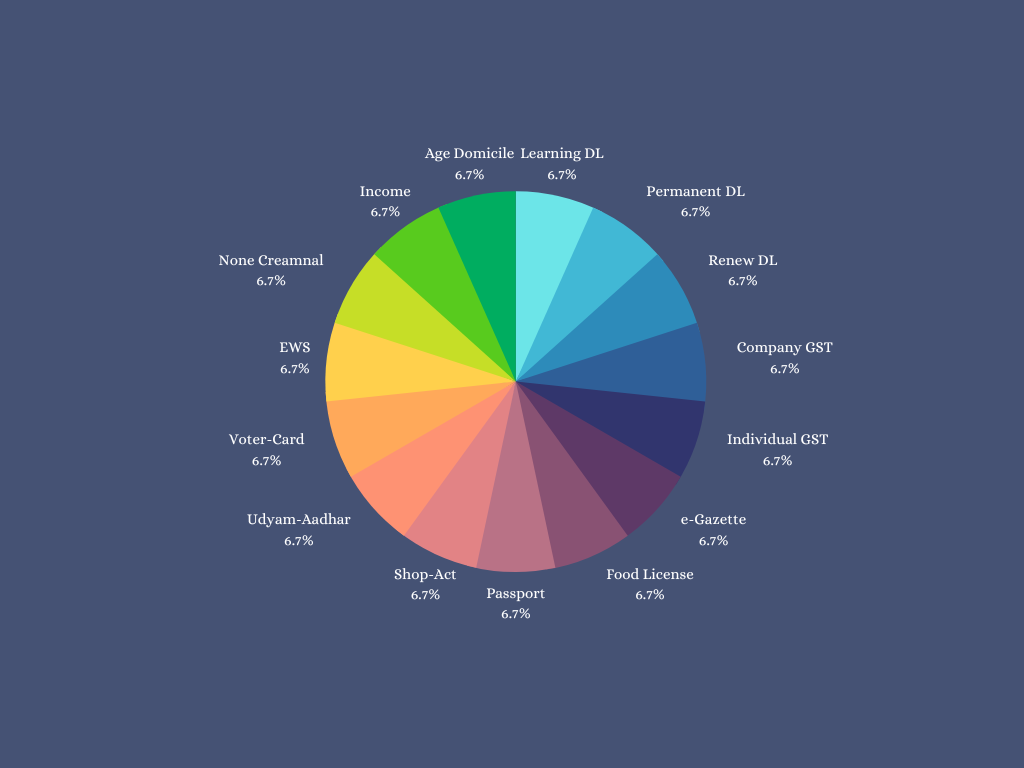 Age Domicile
6.7%
Learning DL
6.7%
Permanent DL
6.7%
Renew DL
6.7%
Company GST
6.7%
Individual GST
6.7%
e-Gazette
6.7%
Food License
6.7%
Passport
6.7%
Shop-Act
6.7%
Udyam-Aadhar
6.7%
Voter-Card
6.7%
EWS
6.7%
None Creamnal
6.7%
Income
6.7%